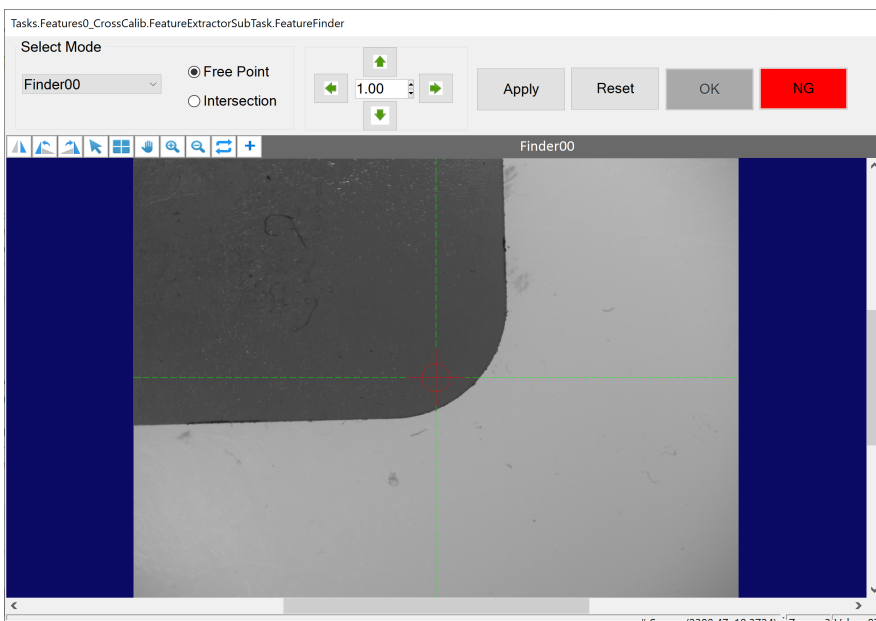 Tasks.Features0_CrossCalib.FeatureExtractorSubTask.FeatureFinder
Select Mode
Finder00
Free Point
Intersection
1.00
Apply
Reset
OK
NG
Finder00